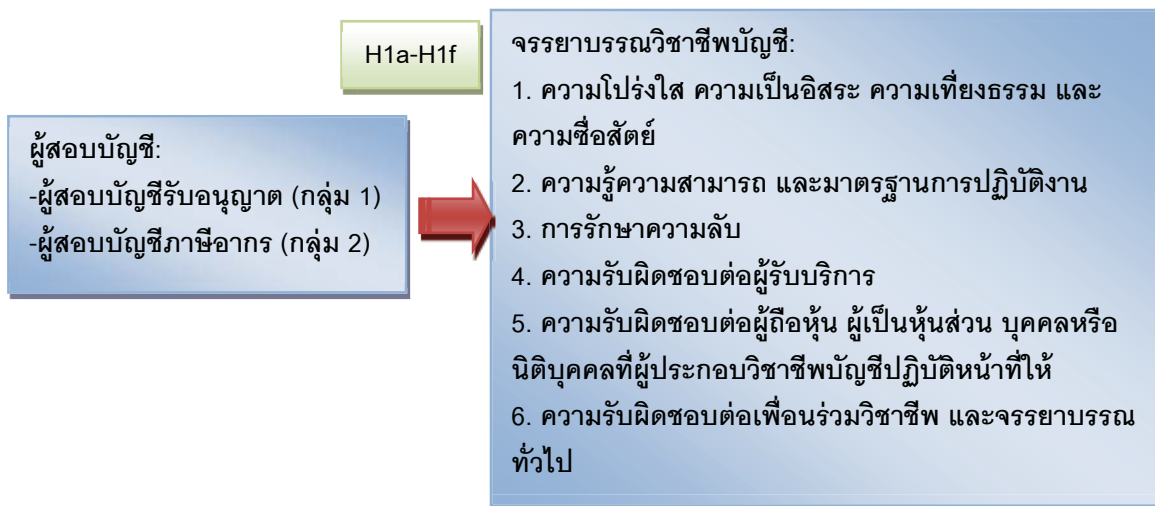 H1a-H1f
ผู้สอบบัญชี:
-ผู้สอบบัญชีรับอนุญาต (กลุ่ม 1)
-ผู้สอบบัญชีภาษีอากร (กลุ่ม 2)
จรรยาบรรณวิชาชีพบัญชี:
1. ความโปร่งใส ความเป็นอิสระ ความเที่ยงธรรม และ
ความซื่อสัตย์
2. ความรู้ความสามารถ และมาตรฐานการปฏิบัติงาน
3. การรักษาความลับ
4. ความรับผิดชอบต่อผู้รับบริการ
5. ความรับผิดชอบต่อผู้ถือหุ้น ผู้เป็นหุ้นส่วน บุคคลหรือ
นิติบุคคลที่ผู้ประกอบวิชาชีพบัญชีปฏิบัติหน้าที่ให้
6. ความรับผิดชอบต่อเพื่อนร่วมวิชาชีพ และจรรยาบรรณ
ทั่วไป